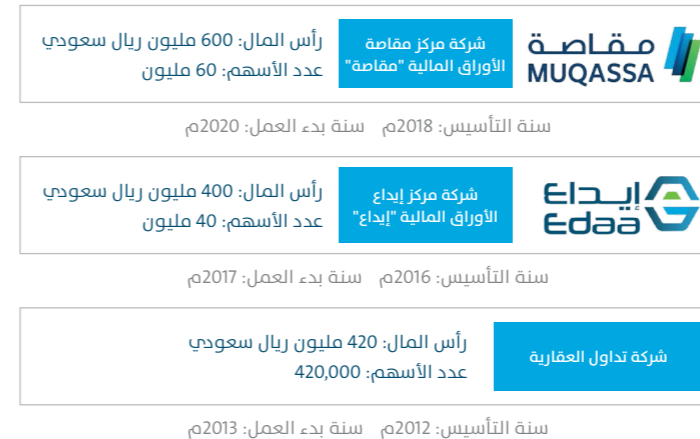 مقاصة
MUQASSA
شركة مركز مقاصة
الأوراق المالية "مقاصة"
رأس المال: 600 مليون ريال سعودي
عدد الأسهم: 60 مليون
سنة التأسيس: 2018م سنة بدء العمل: 2020م
إيداع
Edaa
شركة مركز إيداع
الأوراق المالية "إيداع"
رأس المال: 400 مليون ريال سعودي
عدد الأسهم: 40 مليون
سنة التأسيس: 2016م سنة بدء العمل: 2017م
شركة تداول العقارية
رأس المال: 420 مليون ريال سعودي
عدد الأسهم: 420,000
سنة التأسيس: 2012م سنة بدء العمل: 2013م